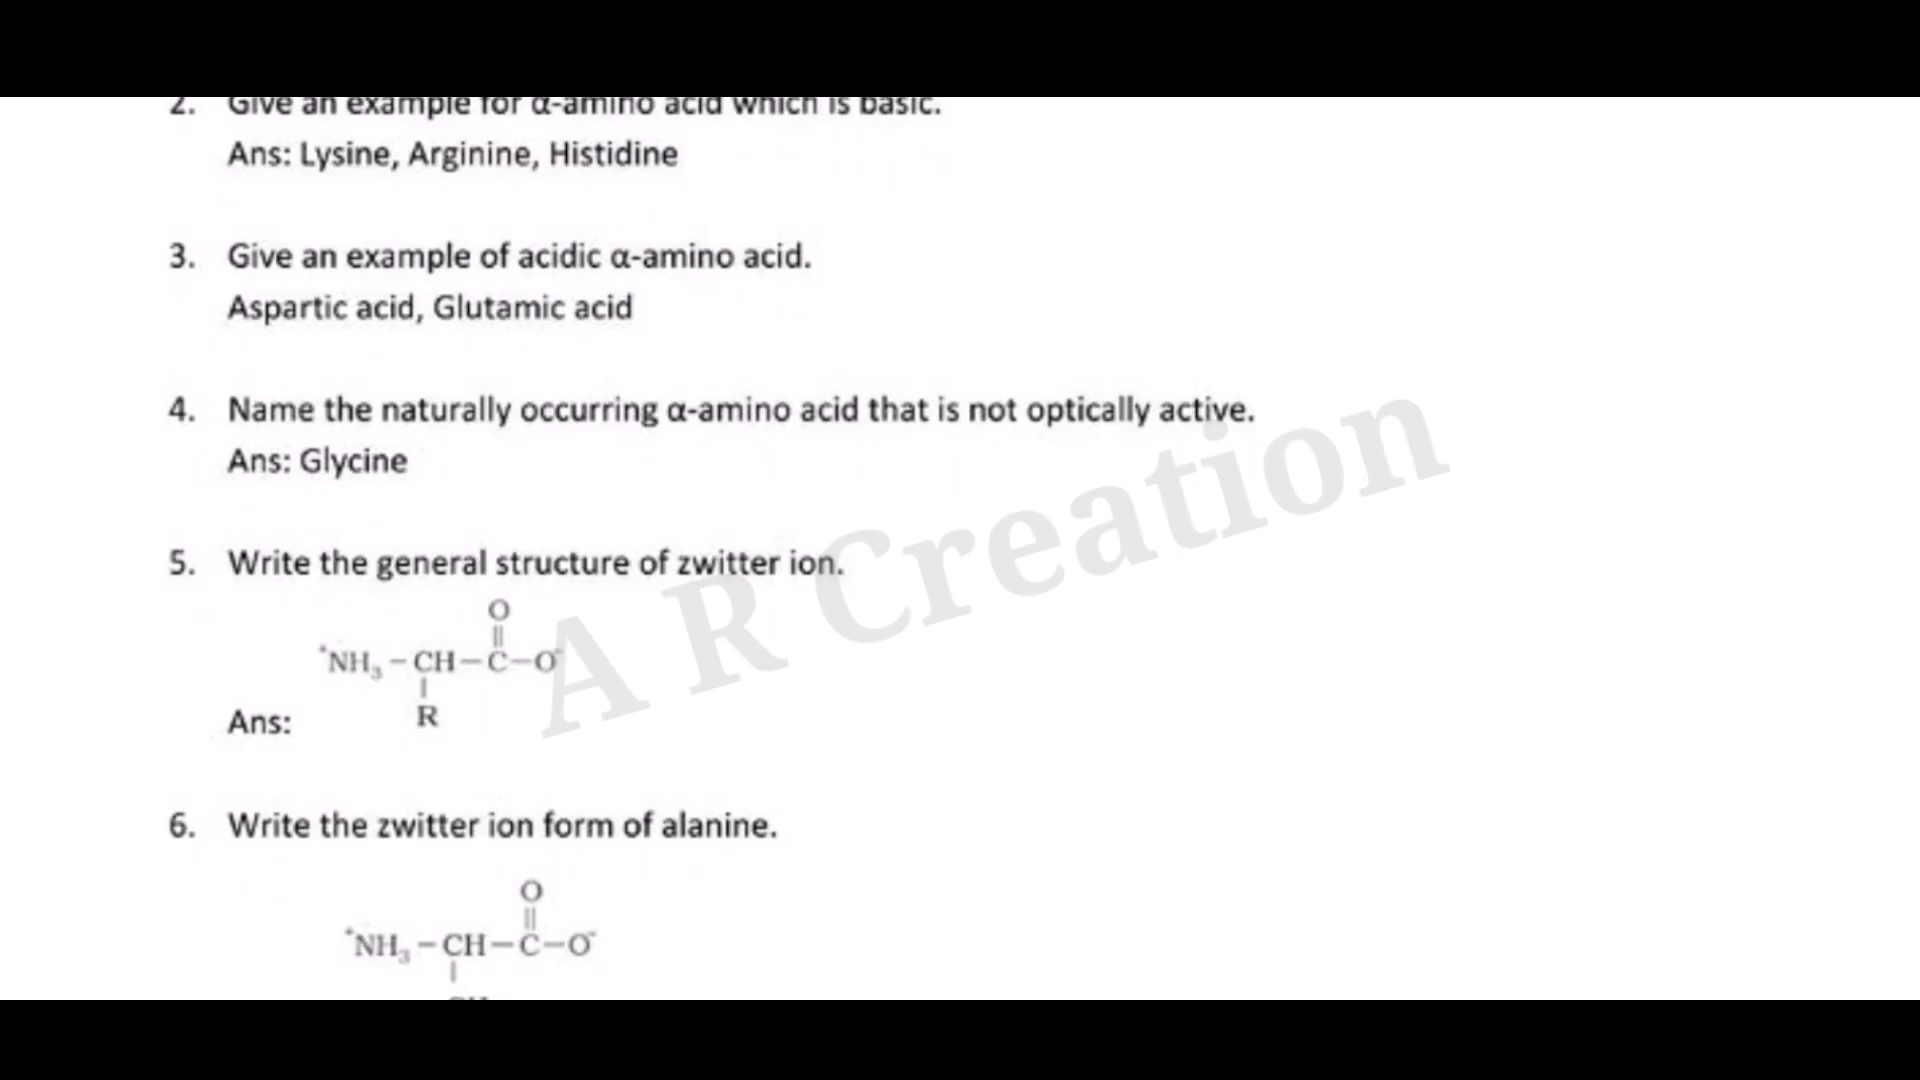 2. Give an example for α-amino acid which is basic.
Ans: Lysine, Arginine, Histidine
3. Give an example of acidic α-amino acid.
Aspartic acid, Glutamic acid
4. Name the naturally occurring α-amino acid that is not optically active.
Ans: Glycine
5. Write the general structure of zwitter ion.
O
||
⁺NH₃ – CH – C – O⁻
|
R
Ans:
6. Write the zwitter ion form of alanine.
O
||
⁺NH₃ – CH – C – O⁻
|
A R Creation